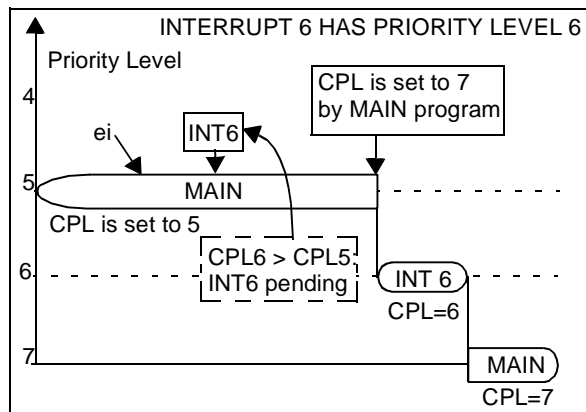 INTERRUPT 6 HAS PRIORITY LEVEL 6
Priority Level
CPL is set to 7
by MAIN program
4
ei
INT6
5
MAIN
CPL is set to 5
CPL6 > CPL5:
INT6 pending
6
INT 6
CPL=6
7
MAIN
CPL=7